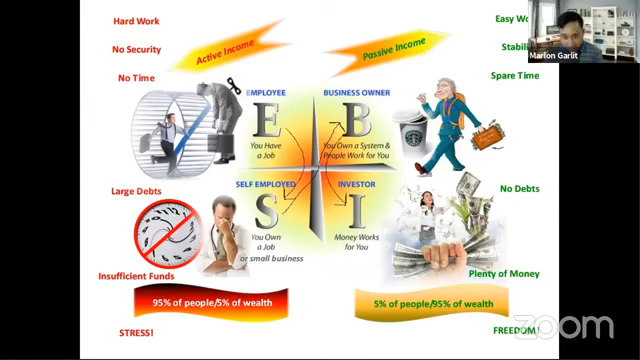 Hard Work
Easy Wo
No Security
Active Income
Passive Income
Stabili
Marlon Garlit
No Time
Spare Time
EMPLOYEE
BUSINESS OWNER
E
B
You Have
a Job
You Own a System &
People Work for You
Large Debts
No Debts
SELF EMPLOYED
INVESTOR
S
I
You Own
a Job
or small business
Money Works
for You
Insufficient Funds
Plenty of Money
95% of people/5% of wealth
5% of people/95% of wealth
STRESS!
FREEDOM!
zoom